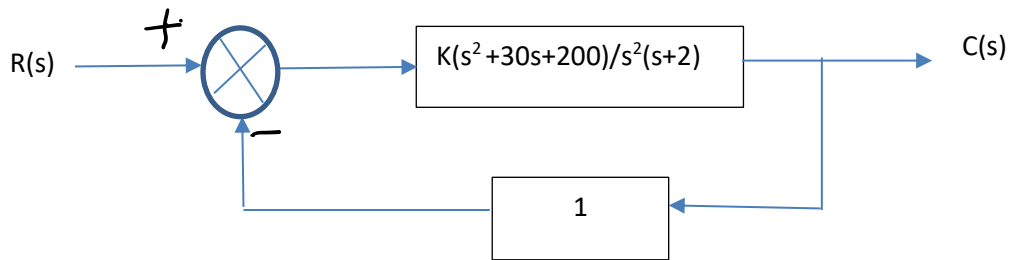 +
R(s)
K(s² +30s+200)/s²(s+2)
C(s)
−
1